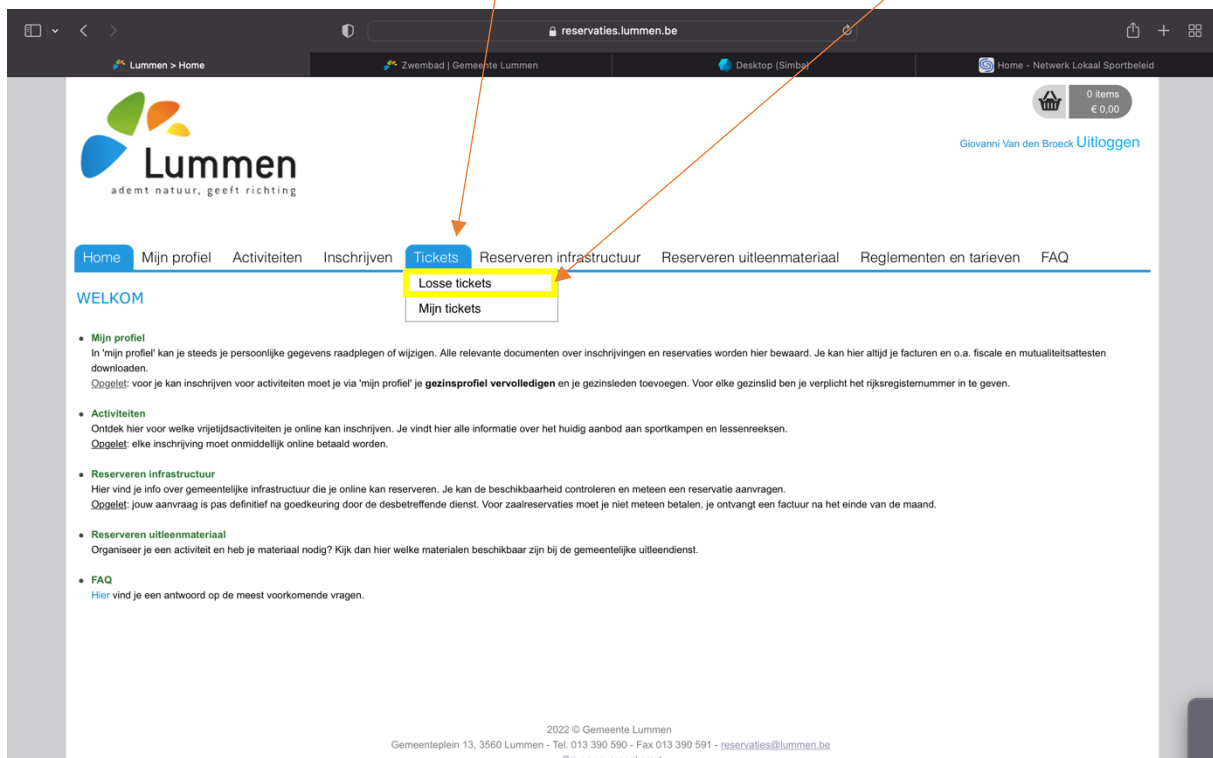 reservaties.lummen.be
Lummen > Home
Zwembad | Gemeente Lummen
Desktop (Simba)
Home - Netwerk Lokaal Sportbeleid
0 items
€ 0,00
Giovanni Van den Broeck Uitloggen
Lummen
ademt natuur, geeft richting
Home Mijn profiel Activiteiten Inschrijven Tickets Reserveren infrastructuur Reserveren uitleenmateriaal Reglementen en tarieven FAQ
Losse tickets
Mijn tickets
WELKOM
Mijn profiel
In 'mijn profiel' kan je steeds je persoonlijke gegevens raadplegen of wijzigen. Alle relevante documenten over inschrijvingen en reservaties worden hier bewaard. Je kan hier altijd je facturen en o.a. fiscale en mutualiteitsattesten
downloaden.
Opgelet: voor je kan inschrijven voor activiteiten moet je via 'mijn profiel' je gezinsprofiel vervolledigen en je gezinsleden toevoegen. Voor elke gezinslid ben je verplicht het rijksregisternummer in te geven.
Activiteiten
Ontdek hier voor welke vrijetijdsactiviteiten je online kan inschrijven. Je vindt hier alle informatie over het huidig aanbod aan sportkampen en lessenreeksen.
Opgelet: elke inschrijving moet onmiddellijk online betaald worden.
Reserveren infrastructuur
Hier vind je info over gemeentelijke infrastructuur die je online kan reserveren. Je kan de beschikbaarheid controleren en meteen een reservatie aanvragen.
Opgelet: jouw aanvraag is pas definitief na goedkeuring door de desbetreffende dienst. Voor zaalreservaties moet je niet meteen betalen, je ontvangt een factuur na het einde van de maand.
Reserveren uitleenmateriaal
Organiseer je een activiteit en heb je materiaal nodig? Kijk dan hier welke materialen beschikbaar zijn bij de gemeentelijke uitleendienst.
FAQ
Hier vind je een antwoord op de meest voorkomende vragen.
2022 © Gemeente Lummen
Gemeenteplein 13, 3560 Lummen - Tel. 013 390 590 - Fax 013 390 591 - reservaties@lummen.be